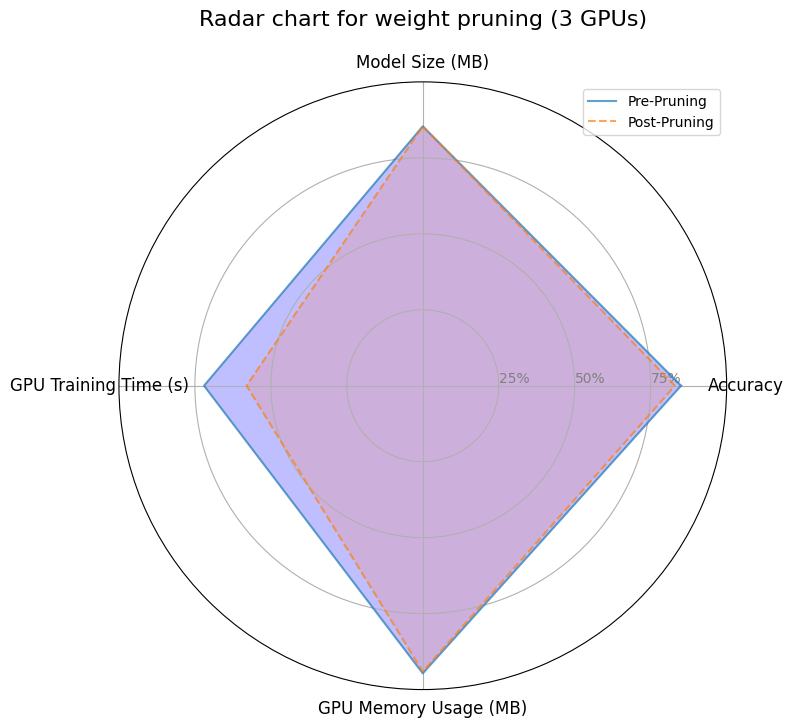 Radar chart for weight pruning (3 GPUs)
Model Size (MB)
Pre-Pruning
Post-Pruning
GPU Training Time (s)
25%
50%
75%
Accuracy
GPU Memory Usage (MB)